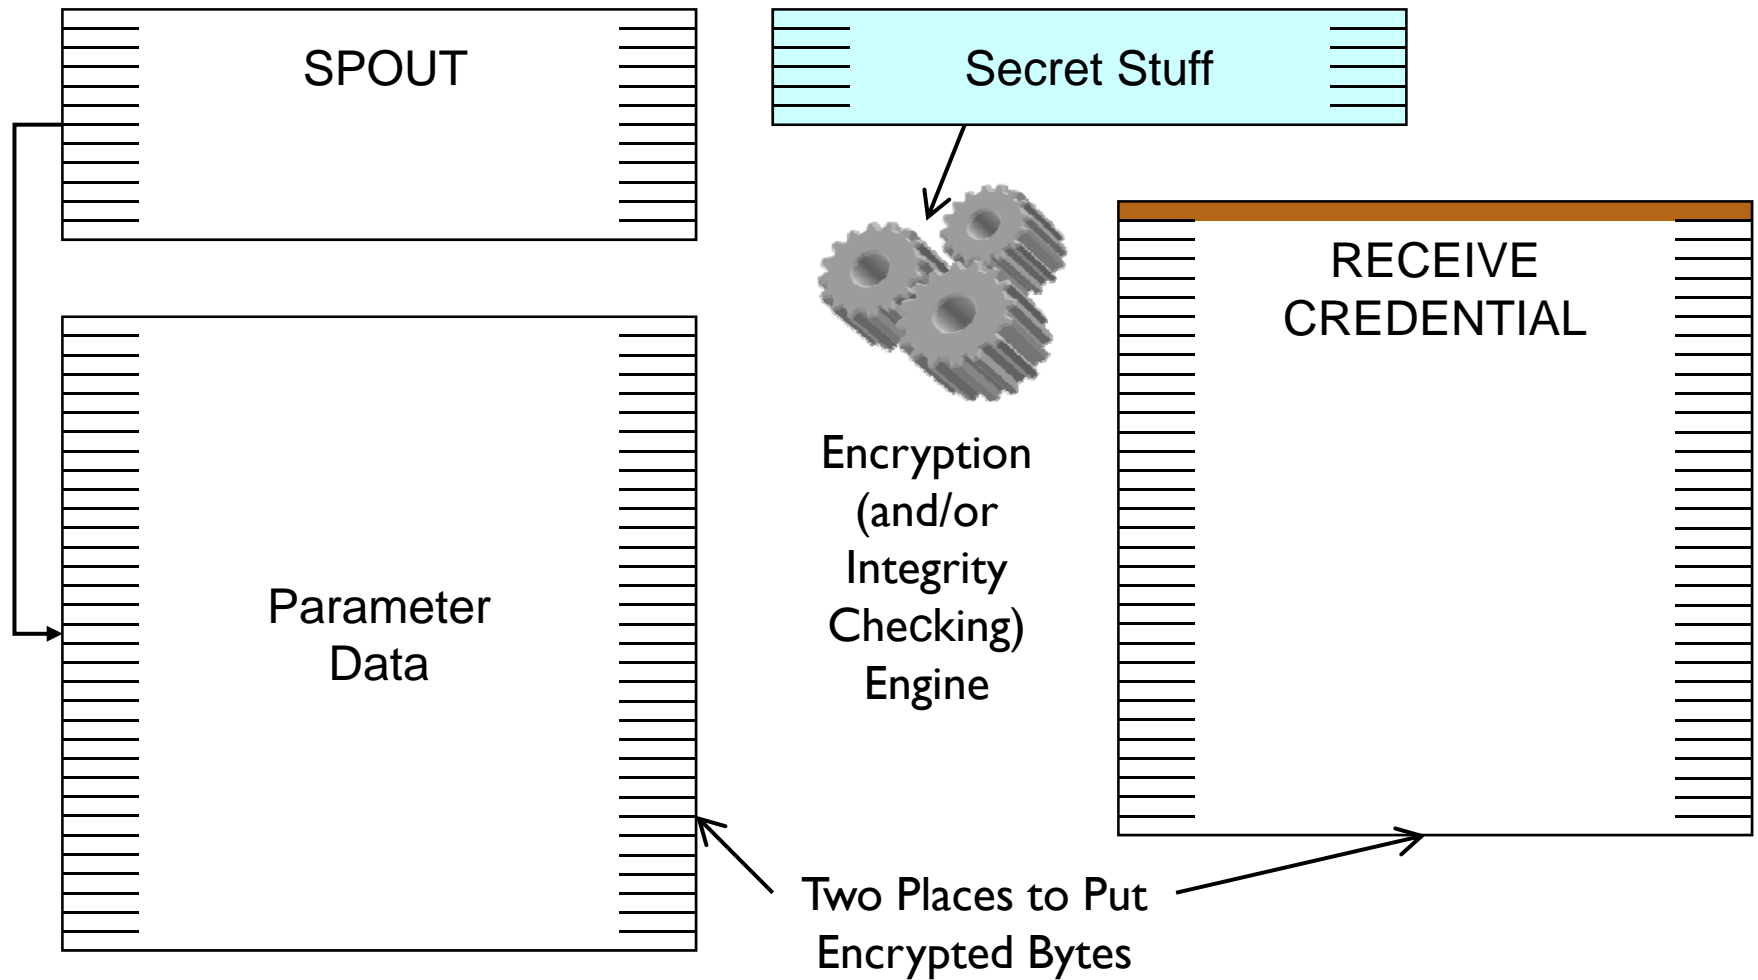 SPOUT
Secret Stuff
RECEIVE
CREDENTIAL
Encryption
(and/or
Integrity
Checking)
Engine
Parameter
Data
Two Places to Put
Encrypted Bytes